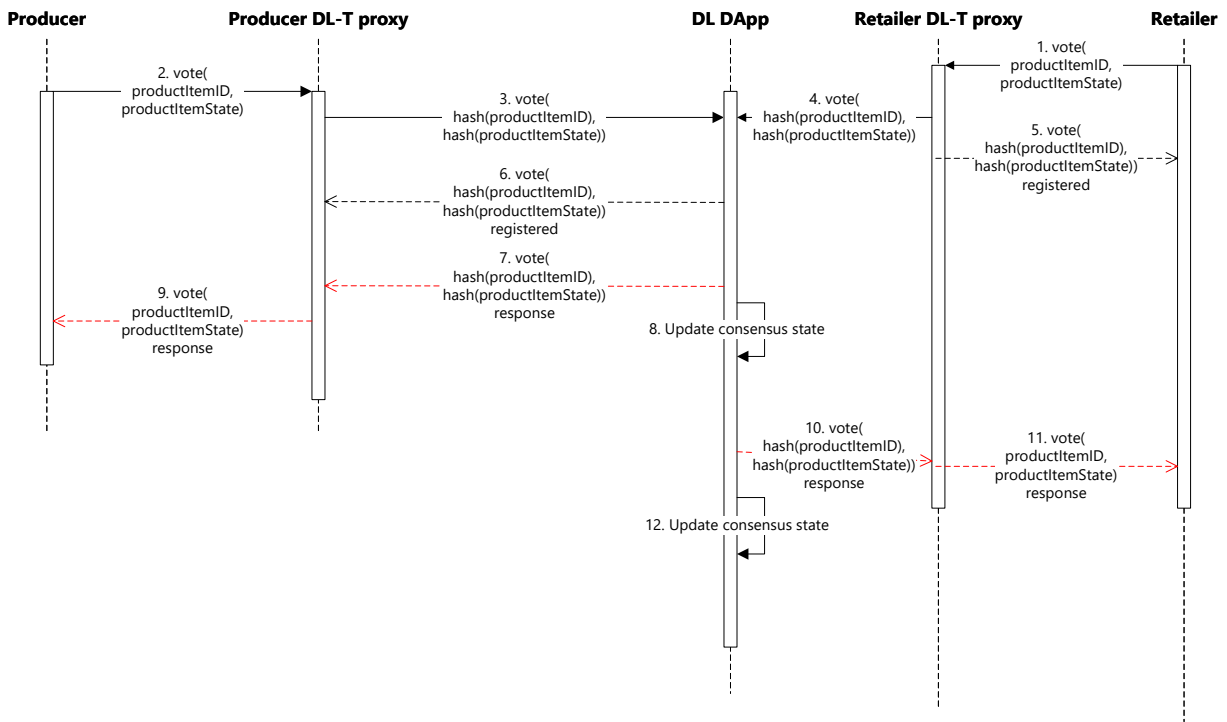 Producer
Producer DL-T proxy
DL DApp
Retailer DL-T proxy
Retailer
1. vote(
productItemID,
productItemState)
2. vote(
productItemID,
productItemState)
3. vote(
hash(productItemID),
hash(productItemState))
4. vote(
hash(productItemID),
hash(productItemState))
5. vote(
hash(productItemID),
hash(productItemState))
registered
6. vote(
hash(productItemID),
hash(productItemState))
registered
7. vote(
hash(productItemID),
hash(productItemState))
response
8. Update consensus state
9. vote(
productItemID,
productItemState)
response
10. vote(
hash(productItemID),
hash(productItemState))
response
11. vote(
productItemID,
productItemState)
response
12. Update consensus state